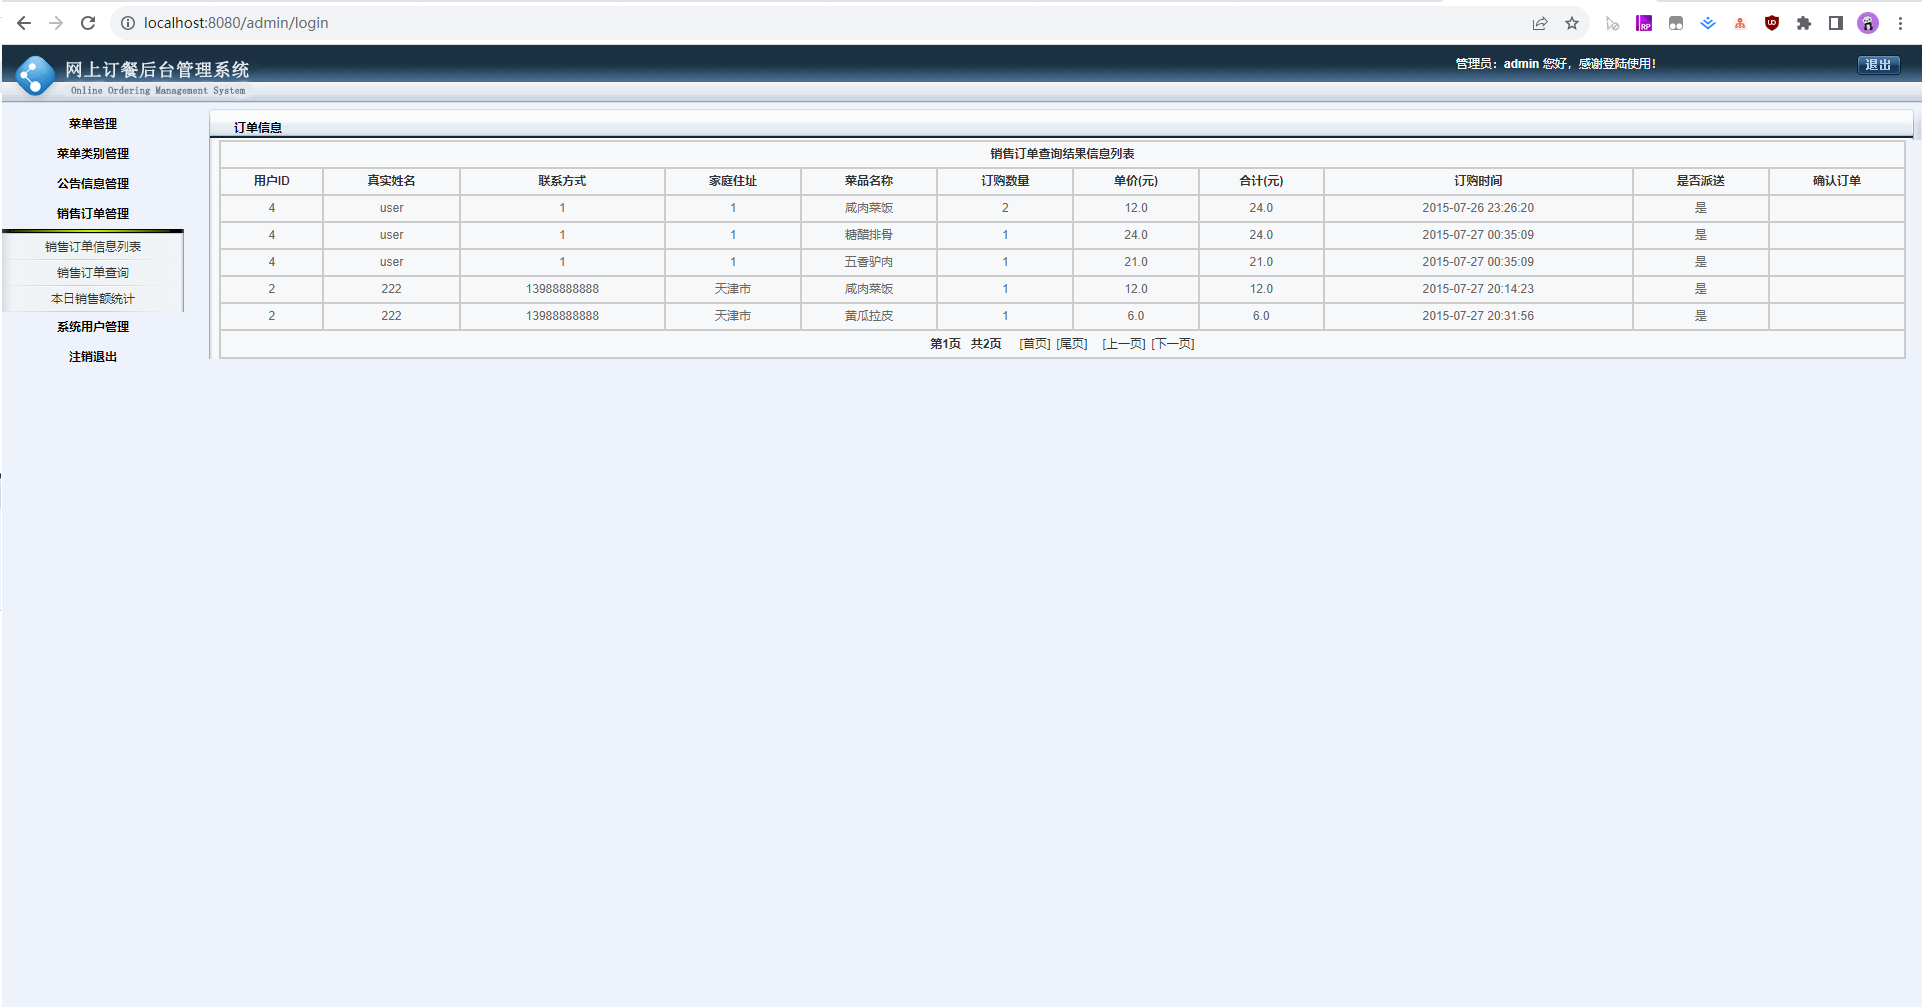 localhost:8080/admin/login
网上订餐后台管理系统
Online Ordering Management System
管理员：admin 您好，感谢登陆使用！
退出
菜单管理
菜单类别管理
公告信息管理
销售订单管理
销售订单信息列表
销售订单查询
本日销售额统计
系统用户管理
注销退出
订单信息
销售订单查询结果信息列表
用户ID 真实姓名 联系方式 家庭住址 菜品名称 订购数量 单价(元) 合计(元) 订购时间 是否派送 确认订单
4 user 1 1 咸肉菜饭 2 12.0 24.0 2015-07-26 23:26:20 是
4 user 1 1 糖醋排骨 1 24.0 24.0 2015-07-27 00:35:09 是
4 user 1 1 五香驴肉 1 21.0 21.0 2015-07-27 00:35:09 是
2 222 13988888888 天津市 咸肉菜饭 1 12.0 12.0 2015-07-27 20:14:23 是
2 222 13988888888 天津市 黄瓜拉皮 1 6.0 6.0 2015-07-27 20:31:56 是
第1页 共2页 [首页] [尾页] [上一页] [下一页]